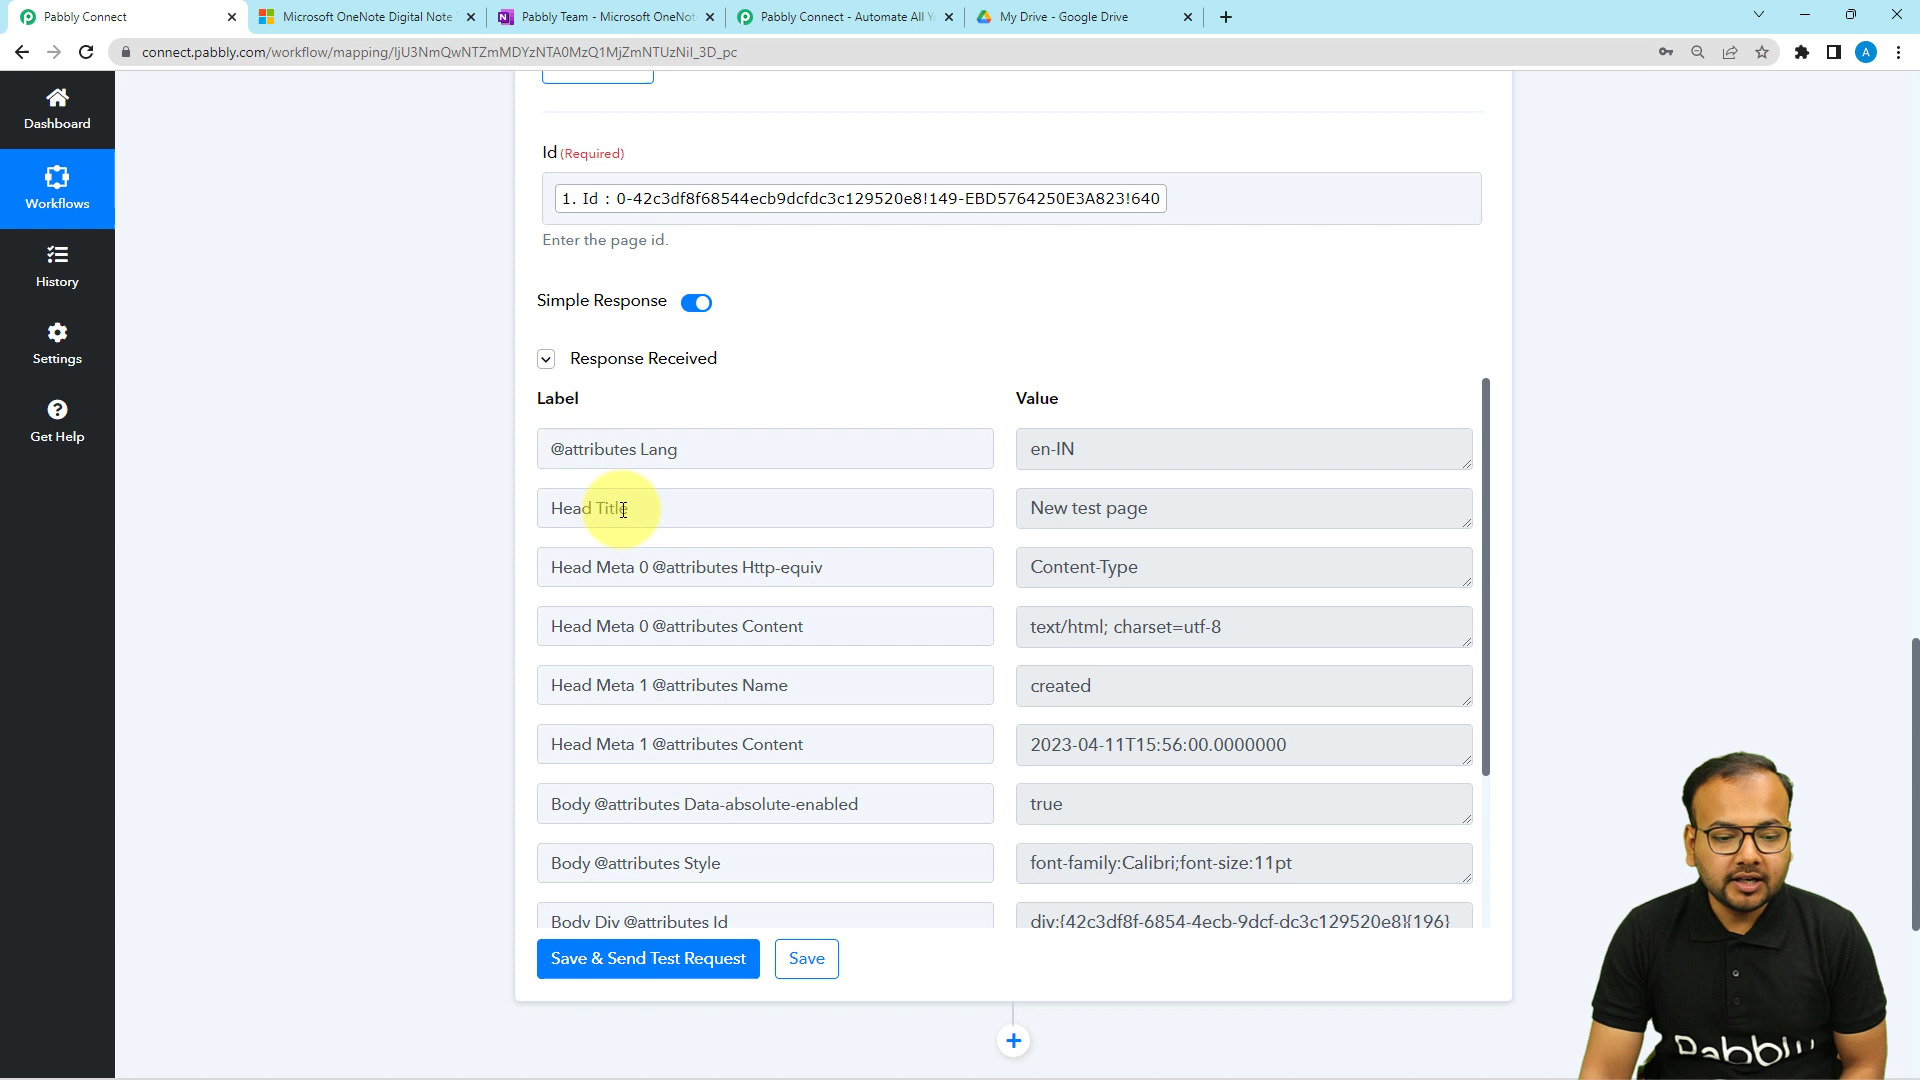 Pabbly Connect
Microsoft OneNote Digital Note
Pabbly Team - Microsoft OneNot
Pabbly Connect - Automate All Y
My Drive - Google Drive
connect.pabbly.com/workflow/mapping/IjU3NmQwNTZmMDYzNTA0MzQ1MjZmNTUzNiI_3D_pc
A
Dashboard
Workflows
History
Settings
Get Help
Id (Required)
1. Id : 0-42c3df8f68544ecb9dcfdc3c129520e8!149-EBD5764250E3A823!640
Enter the page id.
Simple Response
Response Received
Label Value
@attributes Lang en-IN
Head Title New test page
Head Meta 0 @attributes Http-equiv Content-Type
Head Meta 0 @attributes Content text/html; charset=utf-8
Head Meta 1 @attributes Name created
Head Meta 1 @attributes Content 2023-04-11T15:56:00.0000000
Body @attributes Data-absolute-enabled true
Body @attributes Style font-family:Calibri;font-size:11pt
Body Div @attributes Id div:{42c3df8f-6854-4ecb-9dcf-dc3c129520e8}{196}
Save & Send Test Request Save
Pabbly